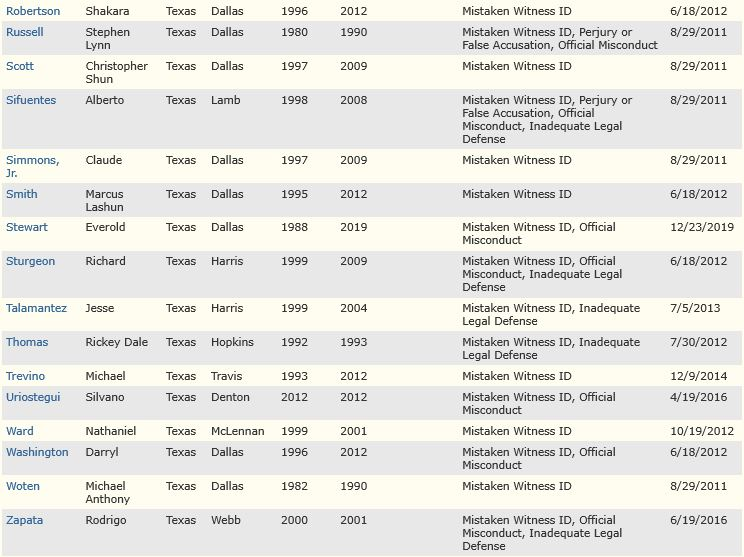 Robertson Shakara Texas Dallas 1996 2012 Mistaken Witness ID 6/18/2012
Russell Stephen Texas Dallas 1980 1990 Mistaken Witness ID, Perjury or 8/29/2011
Lynn False Accusation, Official Misconduct
Scott Christopher Texas Dallas 1997 2009 Mistaken Witness ID 8/29/2011
Shun
Sifuentes Alberto Texas Lamb 1998 2008 Mistaken Witness ID, Perjury or 8/29/2011
False Accusation, Official
Misconduct, Inadequate Legal
Defense
Simmons, Claude Texas Dallas 1997 2009 Mistaken Witness ID 8/29/2011
Jr.
Smith Marcus Texas Dallas 1995 2012 Mistaken Witness ID 6/18/2012
Lashun
Stewart Everold Texas Dallas 1988 2019 Mistaken Witness ID, Official 12/23/2019
Misconduct
Sturgeon Richard Texas Harris 1999 2009 Mistaken Witness ID, Official 6/18/2012
Misconduct, Inadequate Legal
Defense
Talamantez Jesse Texas Harris 1999 2004 Mistaken Witness ID, Inadequate 7/5/2013
Legal Defense
Thomas Rickey Dale Texas Hopkins 1992 1993 Mistaken Witness ID, Inadequate 7/30/2012
Legal Defense
Trevino Michael Texas Travis 1993 2012 Mistaken Witness ID 12/9/2014
Uriostegui Silvano Texas Denton 2012 2012 Mistaken Witness ID, Official 4/19/2016
Misconduct
Ward Nathaniel Texas McLennan 1999 2001 Mistaken Witness ID 10/19/2012
Washington Darryl Texas Dallas 1996 2012 Mistaken Witness ID, Official 6/18/2012
Misconduct
Woten Michael Texas Dallas 1982 1990 Mistaken Witness ID 8/29/2011
Anthony
Zapata Rodrigo Texas Webb 2000 2001 Mistaken Witness ID, Official 6/19/2016
Misconduct, Inadequate Legal
Defense